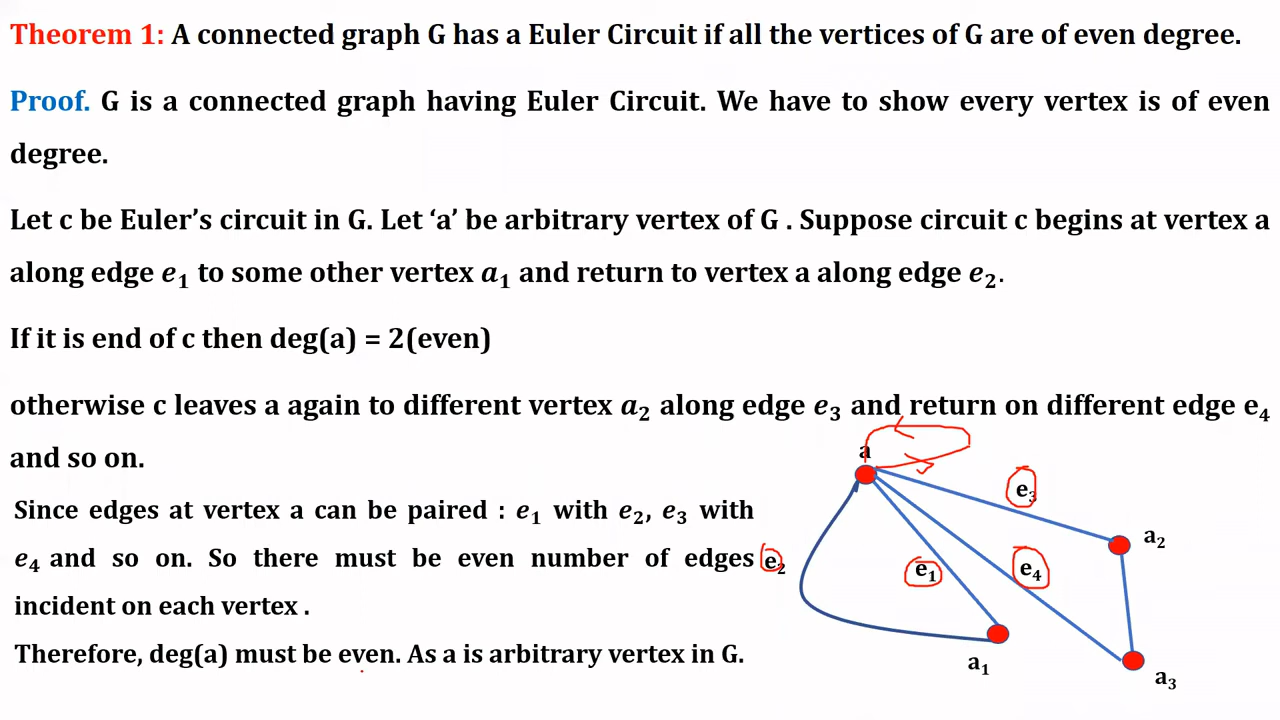 Theorem 1: A connected graph G has a Euler Circuit if all the vertices of G are of even degree.
Proof. G is a connected graph having Euler Circuit. We have to show every vertex is of even
degree.
Let c be Euler's circuit in G. Let ‘a’ be arbitrary vertex of G . Suppose circuit c begins at vertex a
along edge e₁ to some other vertex a₁ and return to vertex a along edge e₂.
If it is end of c then deg(a) = 2(even)
otherwise c leaves a again to different vertex a₂ along edge e₃ and return on different edge e₄
and so on.
Since edges at vertex a can be paired : e₁ with e₂, e₃ with
e₄ and so on. So there must be even number of edges
incident on each vertex .
Therefore, deg(a) must be even. As a is arbitrary vertex in G.
a
e₃
a₂
e₂
e₁
e₄
a₁
a₃